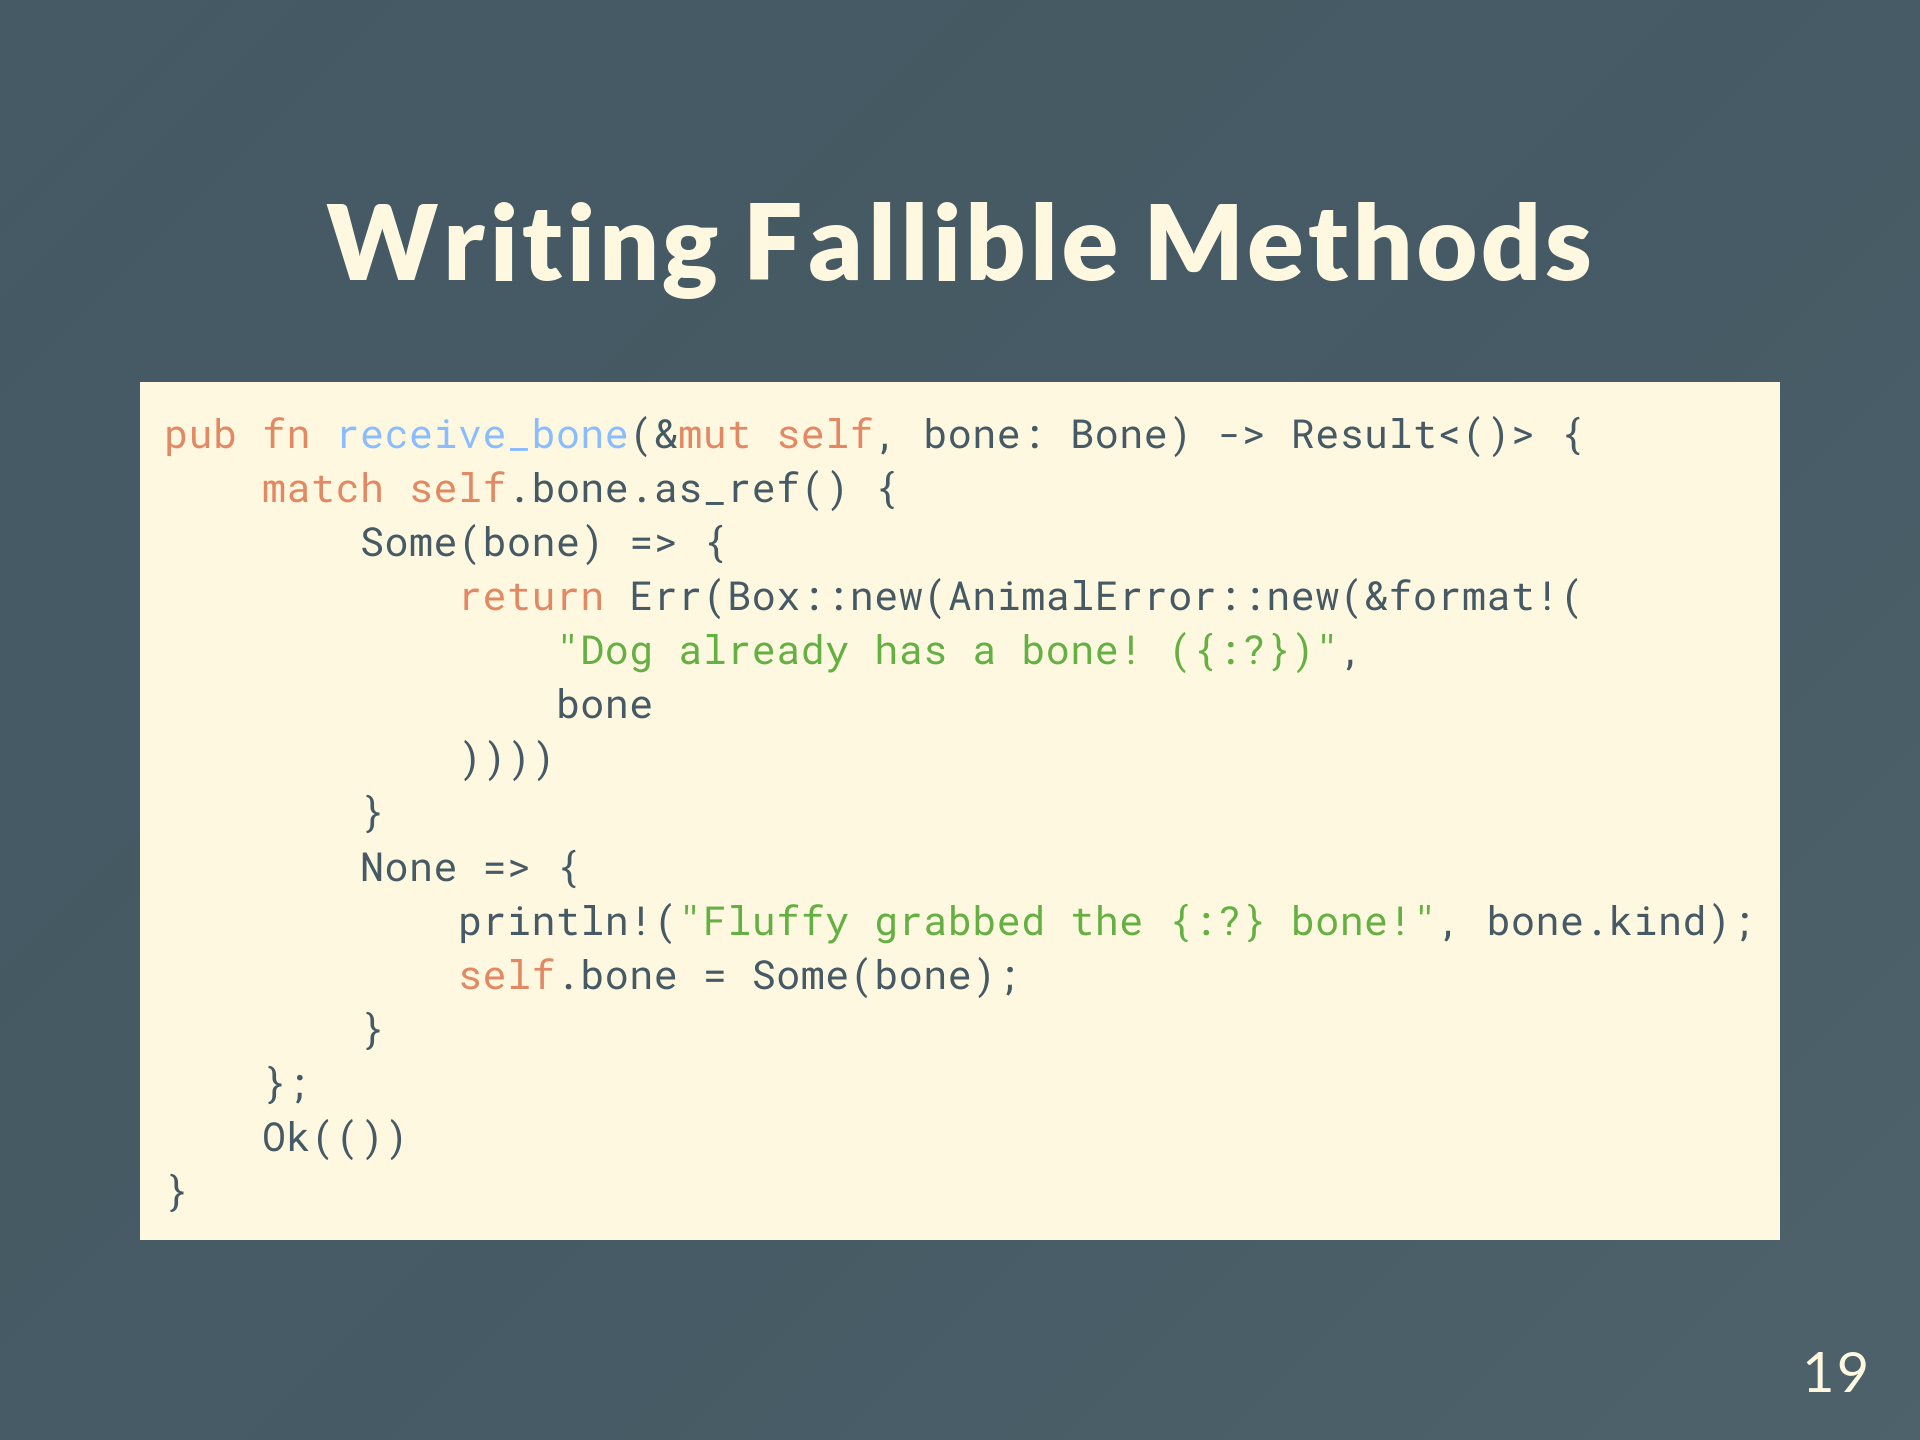 Writing Fallible Methods
pub fn receive_bone(&mut self, bone: Bone) -> Result<()> {
    match self.bone.as_ref() {
        Some(bone) => {
            return Err(Box::new(AnimalError::new(&format!(
                "Dog already has a bone! ({:?})",
                bone
            ))))
        }
        None => {
            println!("Fluffy grabbed the {:?} bone!", bone.kind);
            self.bone = Some(bone);
        }
    };
    Ok(())
}
19